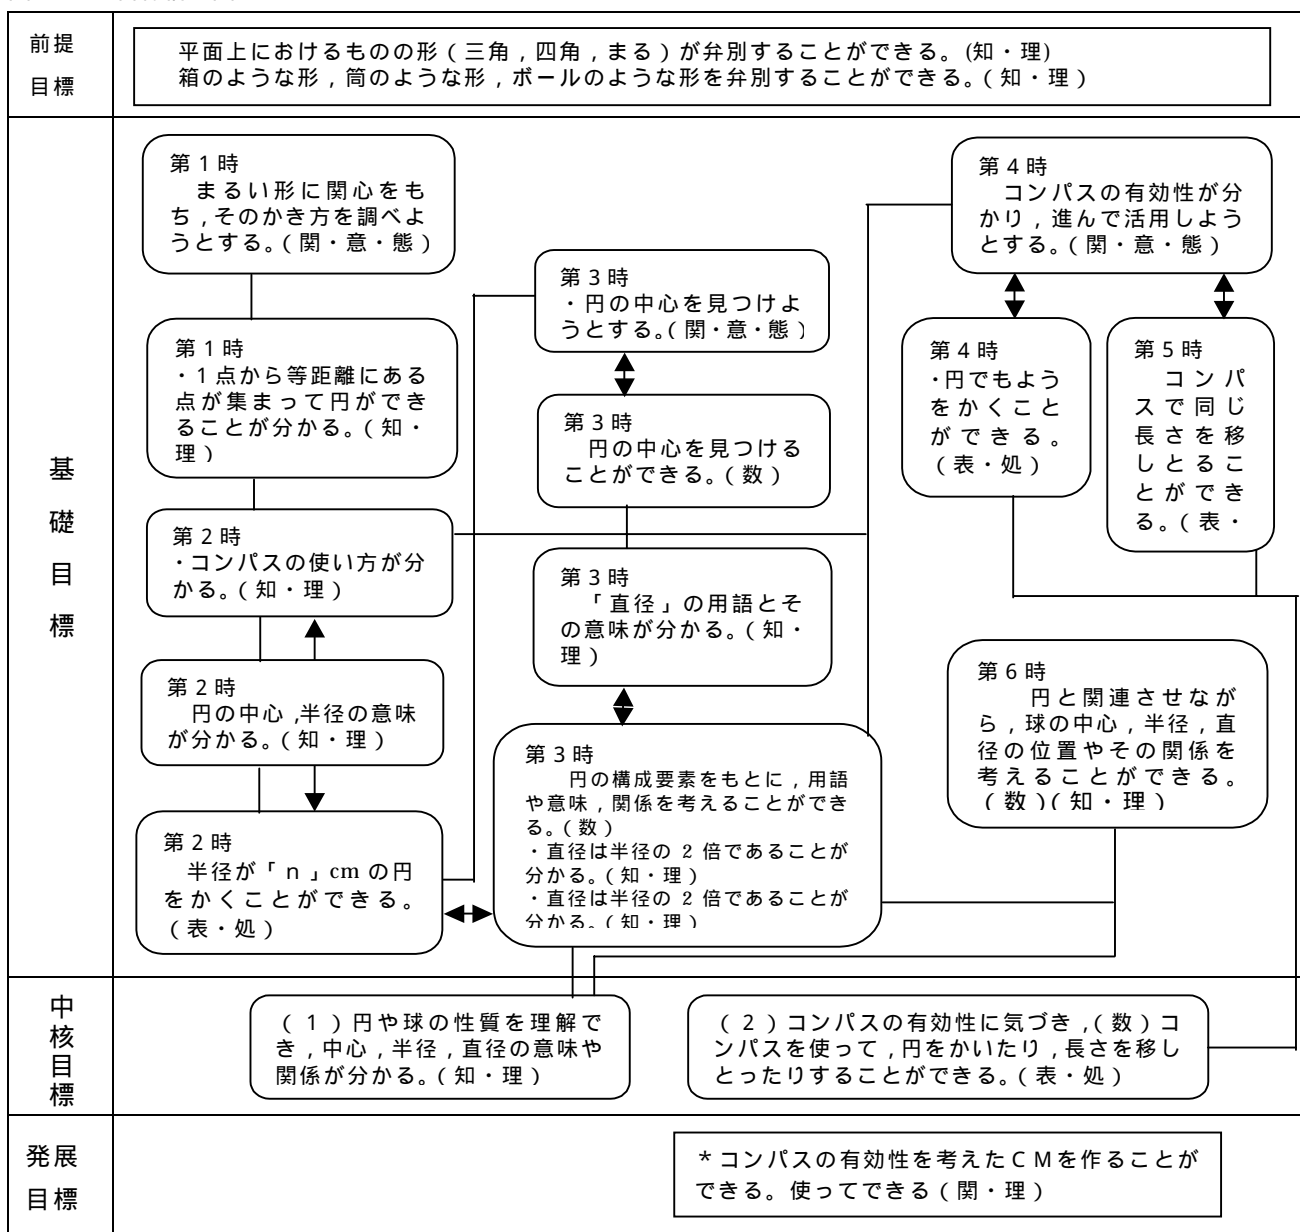 前提
目標
平面上におけるものの形（三角，四角，まる）が弁別することができる。(知・理)
箱のような形，筒のような形，ボールのような形を弁別することができる。（知・理）
基
礎
目
標
第１時
まるい形に関心をも
ち，そのかき方を調べよ
うとする。（関・意・態）
第１時
・１点から等距離にある
点が集まって円ができ
ることが分かる。（知・
理）
第２時
・コンパスの使い方が分
かる。（知・理）
第２時
円の中心，半径の意味
が分かる。（知・理）
第２時
半径が「ｎ」cm の円
をかくことができる。
（表・処）
第３時
・円の中心を見つけよ
うとする。（関・意・態）
第３時
円の中心を見つける
ことができる。（数）
第３時
「直径」の用語とそ
の意味が分かる。（知・
理）
第３時
円の構成要素をもとに，用語
や意味，関係を考えることができ
る。（数）
・直径は半径の 2 倍であることが
分かる。（知・理）
・直径は半径の 2 倍であることが
分かる。（知・理）
第４時
コンパスの有効性が分
かり，進んで活用しよう
とする。（関・意・態）
第４時
・円でもよう
をかくこと
ができる。
（表・処）
第５時
コンパ
スで同じ
長さを移
しとるこ
とができ
る。（表・
第６時
円と関連させなが
ら，球の中心，半径，直
径の位置やその関係を
考えることができる。
（数）（知・理）
中
核
目
標
（１）円や球の性質を理解で
き，中心，半径，直径の意味や
関係が分かる。（知・理）
（２）コンパスの有効性に気づき，（数）コ
ンパスを使って，円をかいたり，長さを移し
とったりすることができる。（表・処）
発展
目標
＊コンパスの有効性を考えたＣＭを作ることが
できる。使ってできる（関・理）